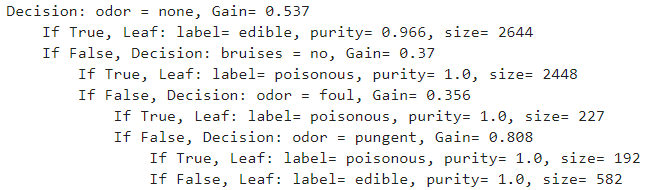 Decision: odor = none, Gain= 0.537
If True, Leaf: label= edible, purity= 0.966, size= 2644
If False, Decision: bruises = no, Gain= 0.37
If True, Leaf: label= poisonous, purity= 1.0, size= 2448
If False, Decision: odor = foul, Gain= 0.356
If True, Leaf: label= poisonous, purity= 1.0, size= 227
If False, Decision: odor = pungent, Gain= 0.808
If True, Leaf: label= poisonous, purity= 1.0, size= 192
If False, Leaf: label= edible, purity= 1.0, size= 582